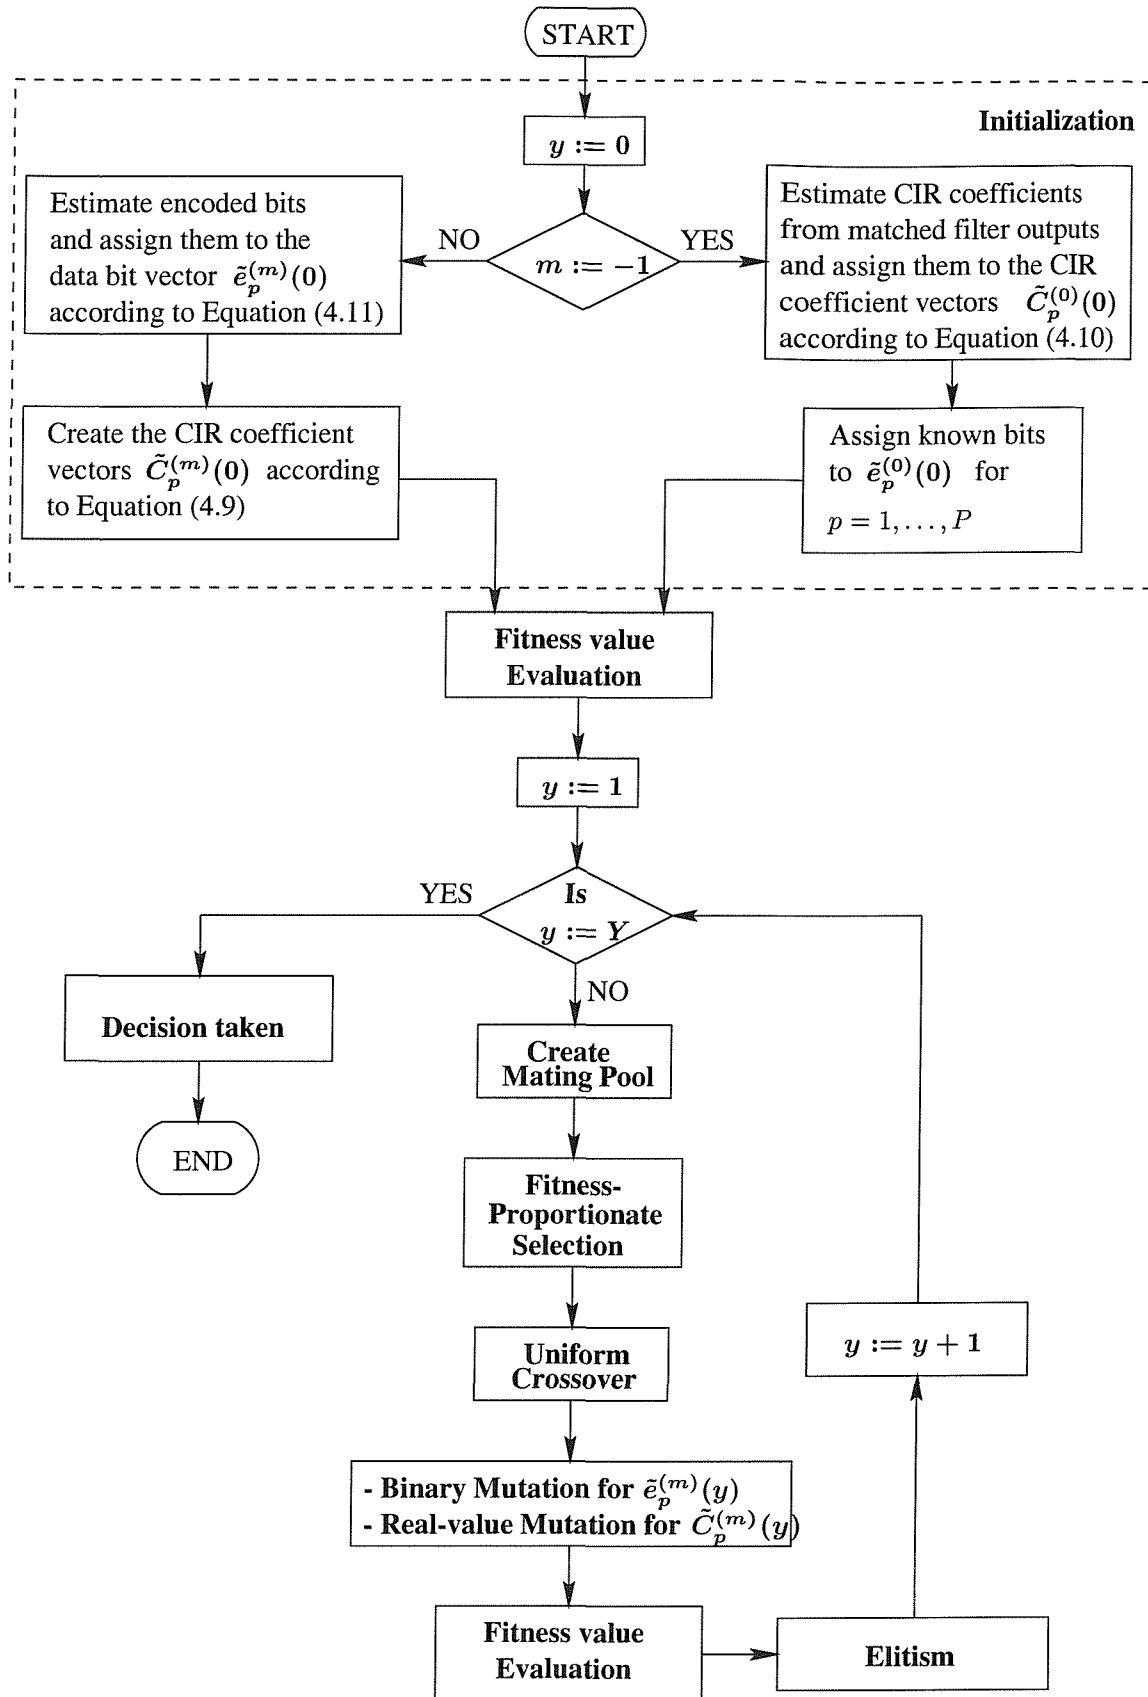 START
Initialization
y := 0
Estimate encoded bits
and assign them to the
data bit vector ẽ_p^(m)(0)
according to Equation (4.11)
NO
m := −1
YES
Estimate CIR coefficients
from matched filter outputs
and assign them to the CIR
coefficient vectors C̃_p^(0)(0)
according to Equation (4.10)
Create the CIR coefficient
vectors C̃_p^(m)(0) according
to Equation (4.9)
Assign known bits
to ẽ_p^(0)(0) for
p = 1, . . . , P
Fitness value
Evaluation
y := 1
YES
Is
y := Y
NO
Decision taken
END
Create
Mating Pool
Fitness-
Proportionate
Selection
Uniform
Crossover
y := y + 1
- Binary Mutation for ẽ_p^(m)(y)
- Real-value Mutation for C̃_p^(m)(y)
Fitness value
Evaluation
Elitism